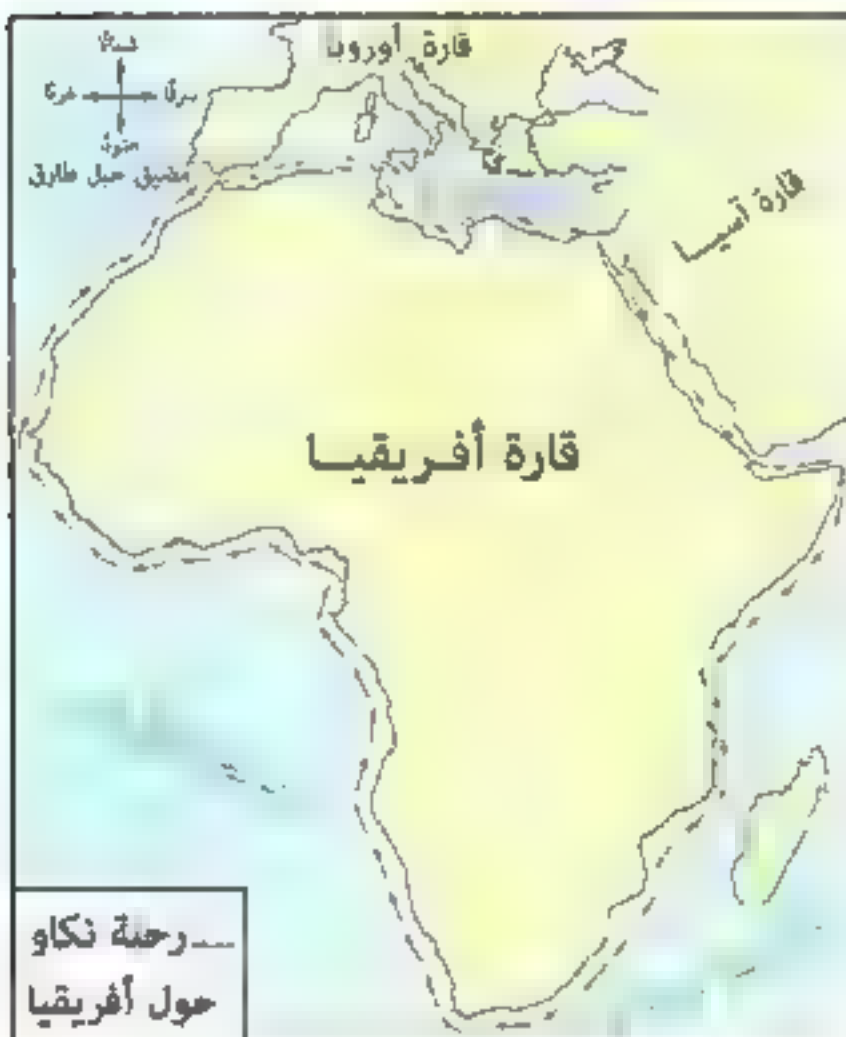 قارة أوروبا
مضيق جبل طارق
قارة آسيا
قارة أفريقيا
رحلة نكاو
حول أفريقيا